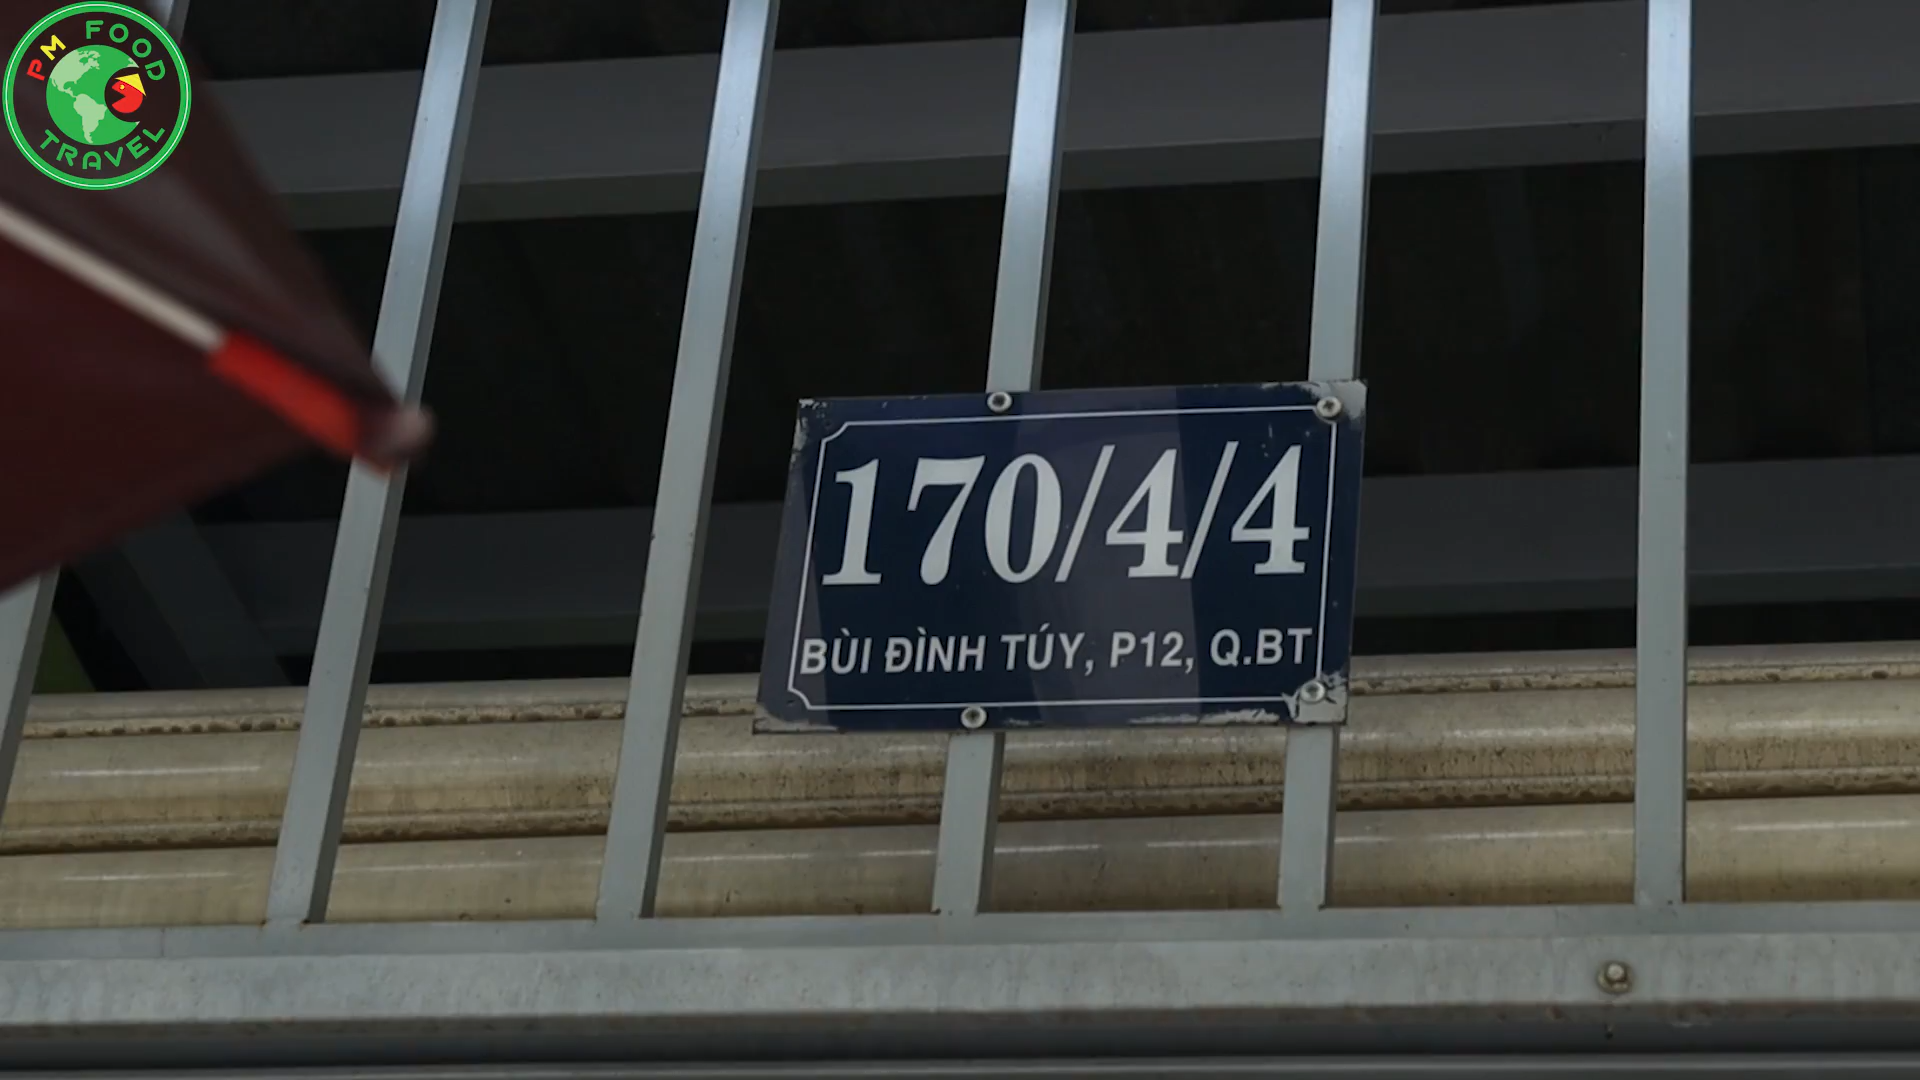 PM FOOD
TRAVEL
170/4/4
BÙI ĐÌNH TÚY, P12, Q.BT